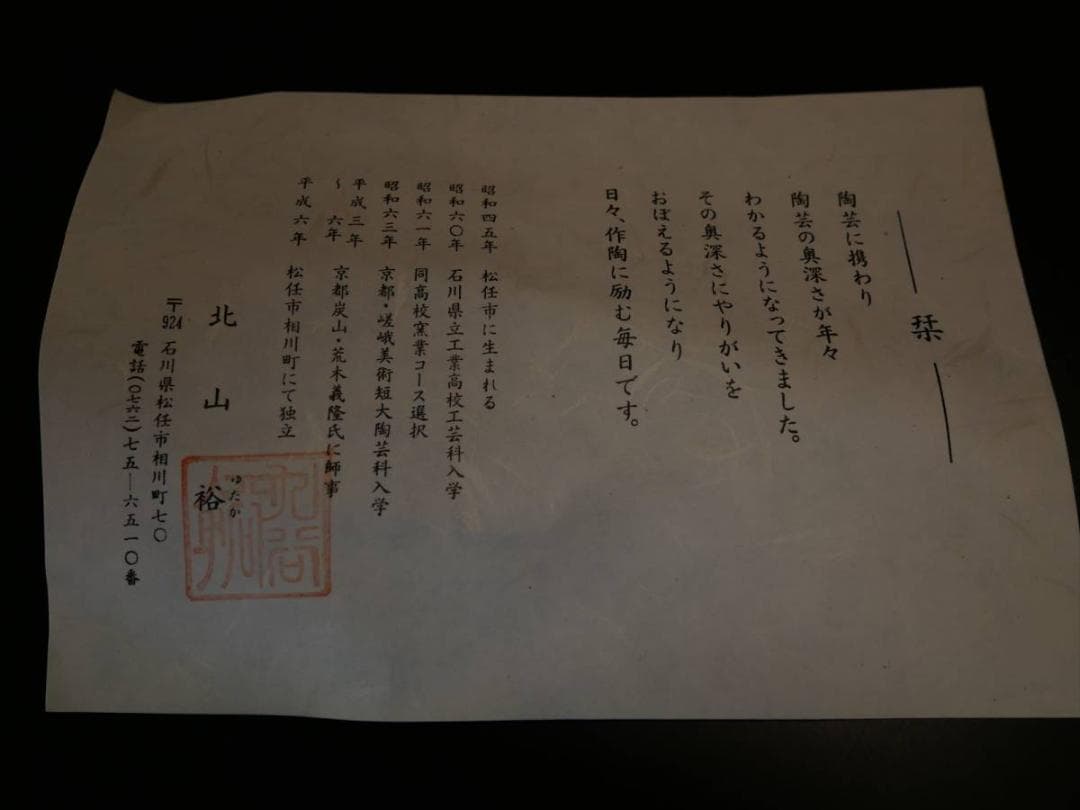 栞
陶芸に携わり
陶芸の奥深さが年々
わかるようになってきました。
その奥深さにやりがいを
おぼえるようになり
日々、作陶に励む毎日です。
昭和四五年 松任市に生まれる
昭和六〇年 石川県立工業高校工芸科入学
昭和六一年 同高校窯業コース選択
昭和六三年 京都・嵯峨美術短大陶芸科入学
平成三年
～六年 京都炭山・荒木義隆氏に師事
平成六年 松任市相川町にて独立
北山裕
ゆたか
〒924 石川県松任市相川町七〇
電話(〇七六二)七五―六五一〇番